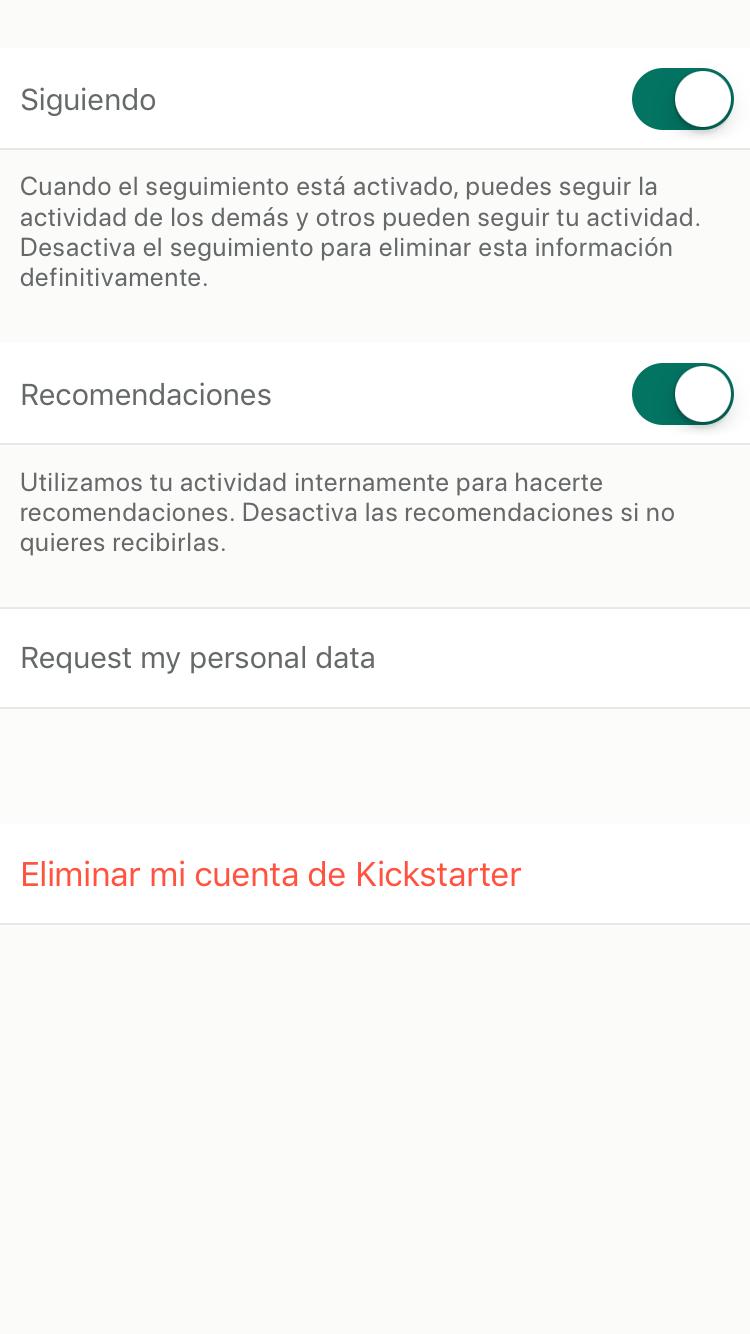 Siguiendo
Cuando el seguimiento está activado, puedes seguir la
actividad de los demás y otros pueden seguir tu actividad.
Desactiva el seguimiento para eliminar esta información
definitivamente.
Recomendaciones
Utilizamos tu actividad internamente para hacerte
recomendaciones. Desactiva las recomendaciones si no
quieres recibirlas.
Request my personal data
Eliminar mi cuenta de Kickstarter